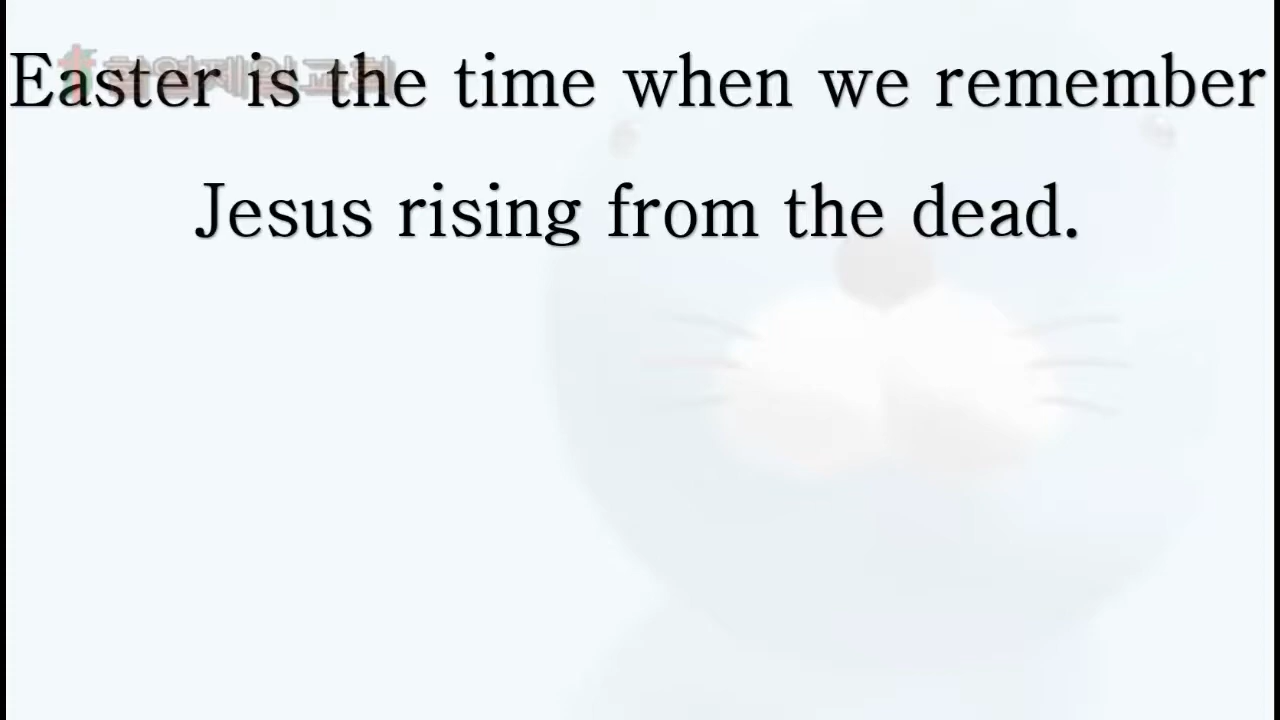 Easter is the time when we remember
Jesus rising from the dead.